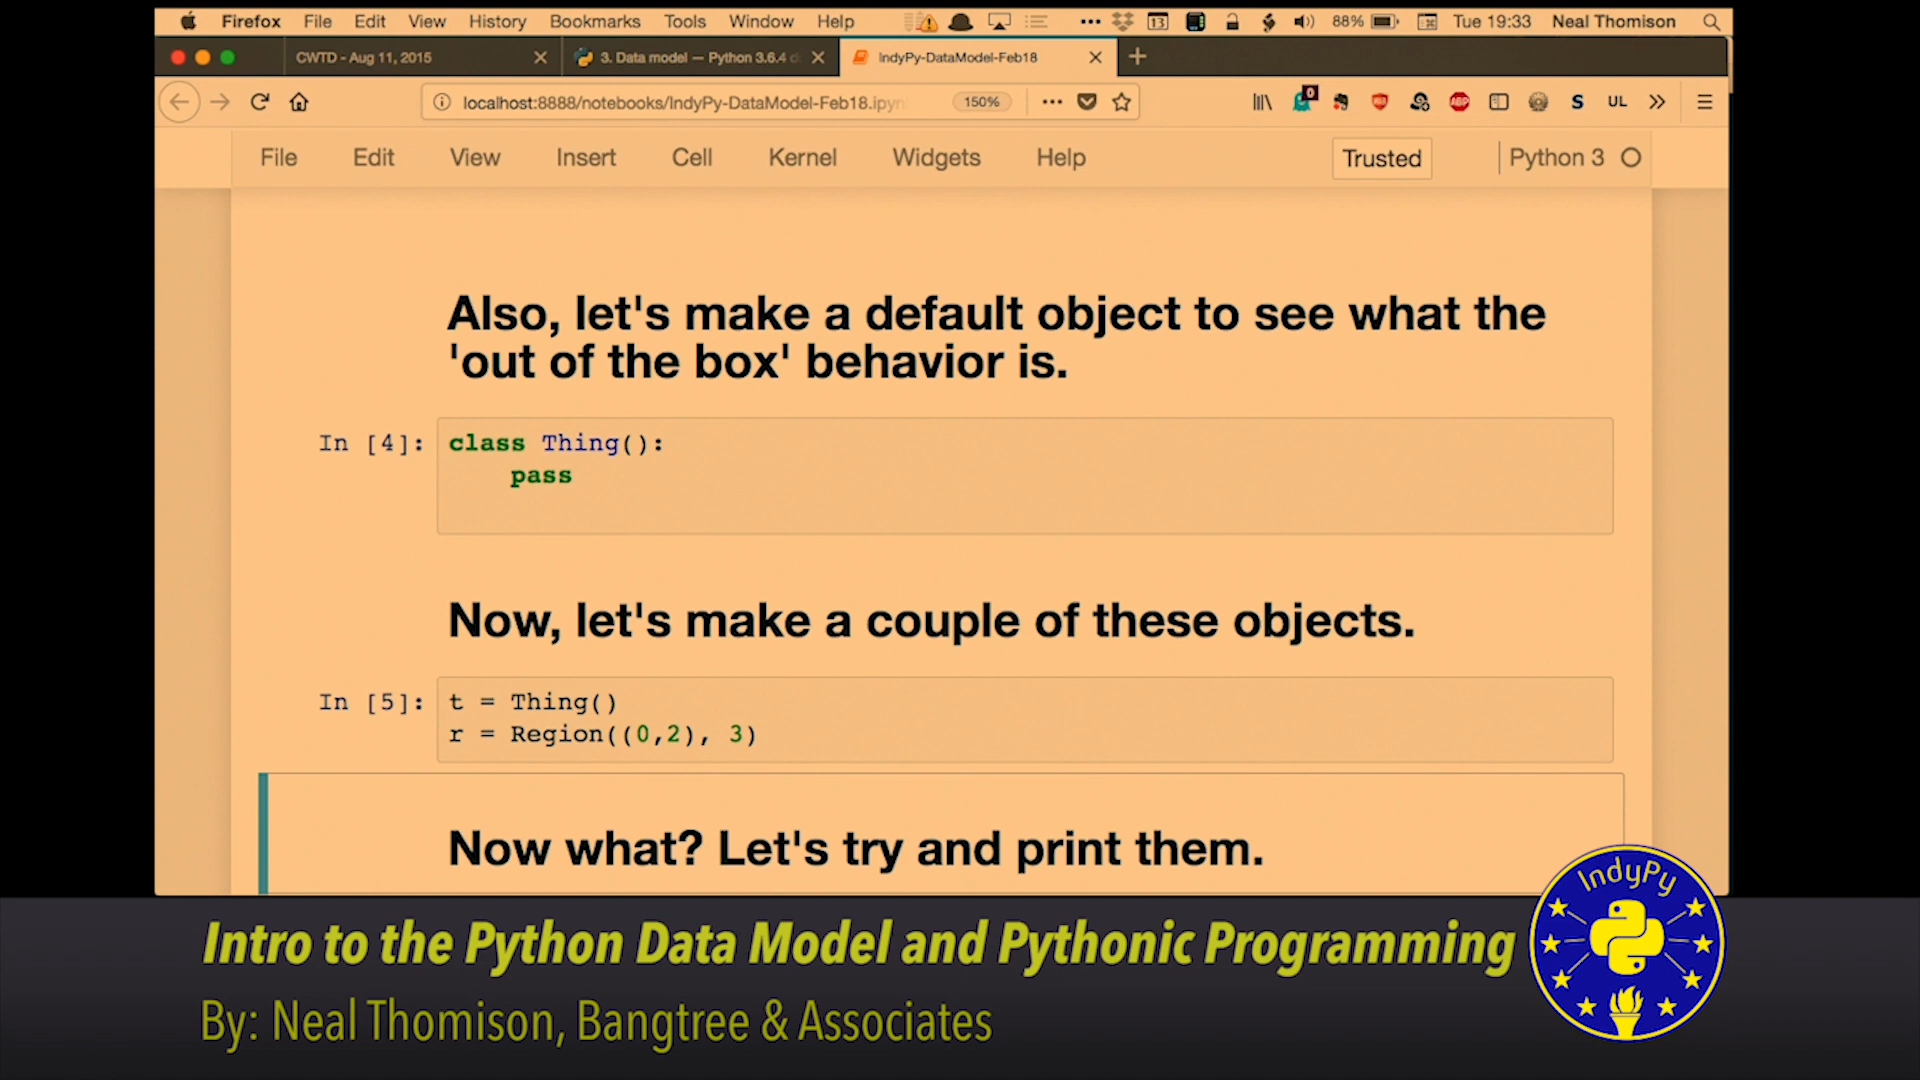 Firefox File Edit View History Bookmarks Tools Window Help 13 88% Tue 19:33 Neal Thomison
CWTD - Aug 11, 2015
3. Data model — Python 3.6.4 d
IndyPy-DataModel-Feb18
localhost:8888/notebooks/IndyPy-DataModel-Feb18.ipyn 150% 0 ABP S UL
File Edit View Insert Cell Kernel Widgets Help Trusted Python 3
Also, let's make a default object to see what the
'out of the box' behavior is.
In [4]: class Thing():
pass
Now, let's make a couple of these objects.
In [5]: t = Thing()
r = Region((0,2), 3)
Now what? Let's try and print them.
IndyPy
Intro to the Python Data Model and Pythonic Programming
By: Neal Thomison, Bangtree & Associates